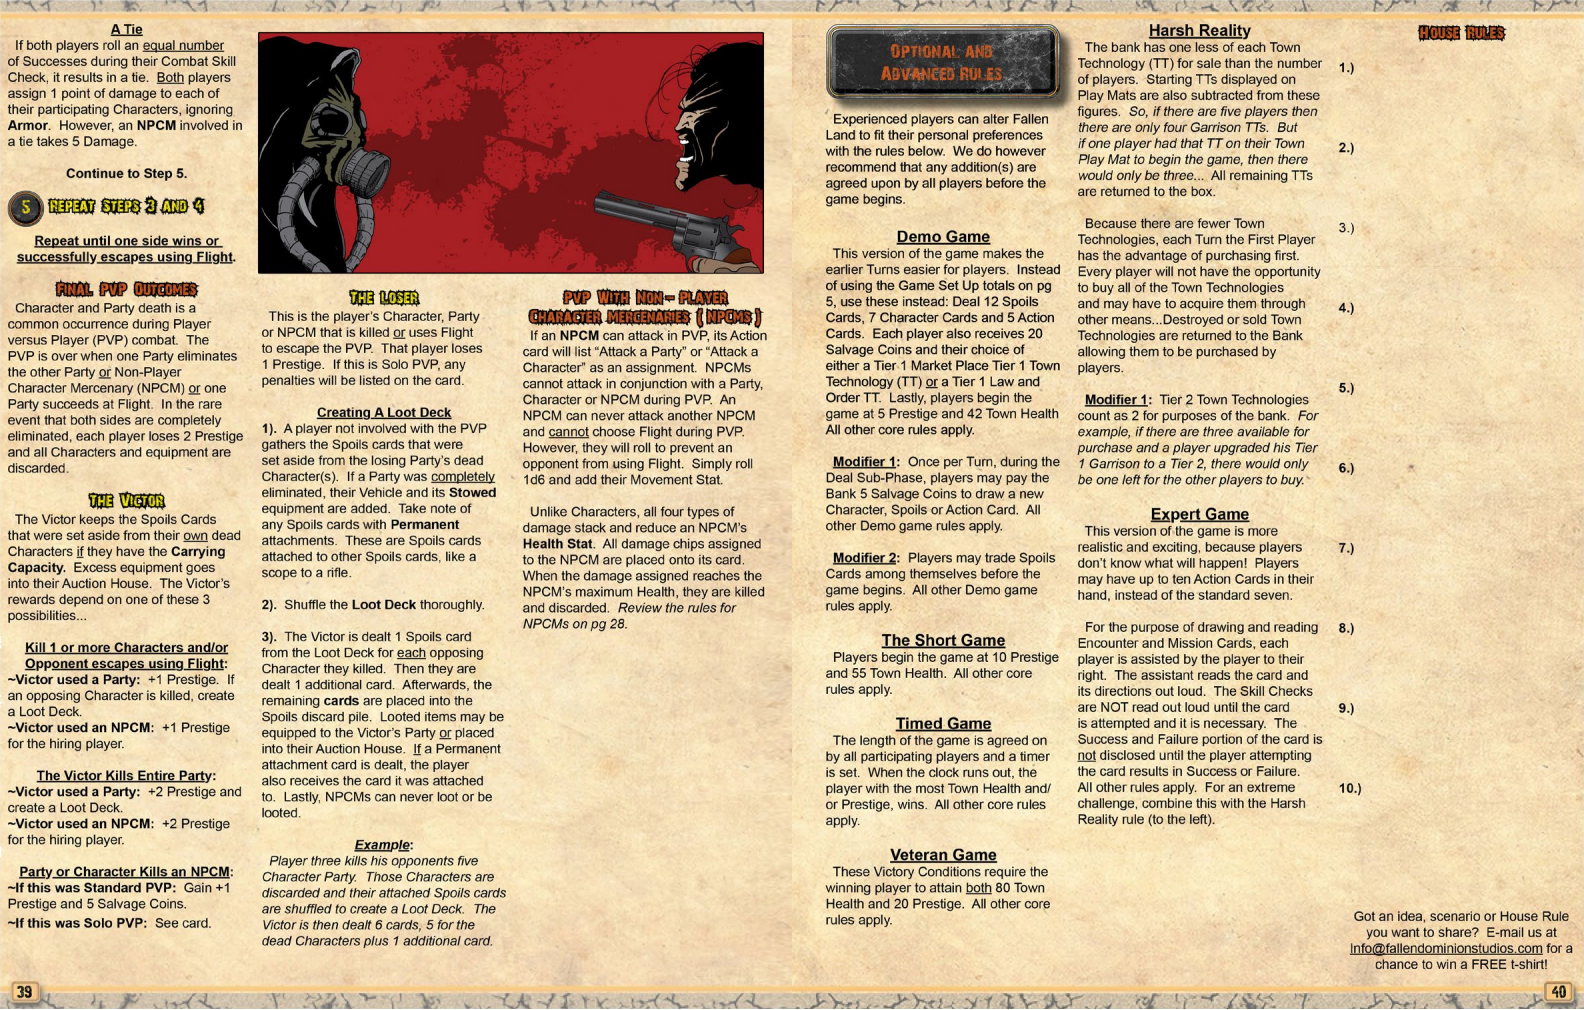 A Tie
If both players roll an equal number
of Successes during their Combat Skill
Check, it results in a tie. Both players
assign 1 point of damage to each of
their participating Characters, ignoring
Armor. However, an NPCM involved in
a tie takes 5 Damage.
Continue to Step 5.
5 Repeat Steps 3 and 4
Repeat until one side wins or
successfully escapes using Flight.
Final PVP Outcomes
Character and Party death is a
common occurrence during Player
versus Player (PVP) combat. The
PVP is over when one Party eliminates
the other Party or Non-Player
Character Mercenary (NPCM) or one
Party succeeds at Flight. In the rare
event that both sides are completely
eliminated, each player loses 2 Prestige
and all Characters and equipment are
discarded.
The Victor
The Victor keeps the Spoils Cards
that were set aside from their own dead
Characters if they have the Carrying
Capacity. Excess equipment goes
into their Auction House. The Victor's
rewards depend on one of these 3
possibilities...
Kill 1 or more Characters and/or
Opponent escapes using Flight:
~Victor used a Party: +1 Prestige. If
an opposing Character is killed, create
a Loot Deck.
~Victor used an NPCM: +1 Prestige
for the hiring player.
The Victor Kills Entire Party:
~Victor used a Party: +2 Prestige and
create a Loot Deck.
~Victor used an NPCM: +2 Prestige
for the hiring player.
Party or Character Kills an NPCM:
~If this was Standard PVP: Gain +1
Prestige and 5 Salvage Coins.
~If this was Solo PVP: See card.
39
The Loser
This is the player's Character, Party
or NPCM that is killed or uses Flight
to escape the PVP. That player loses
1 Prestige. If this is Solo PVP, any
penalties will be listed on the card.
Creating A Loot Deck
1). A player not involved with the PVP
gathers the Spoils cards that were
set aside from the losing Party's dead
Character(s). If a Party was completely
eliminated, their Vehicle and its Stowed
equipment are added. Take note of
any Spoils cards with Permanent
attachments. These are Spoils cards
attached to other Spoils cards, like a
scope to a rifle.
2). Shuffle the Loot Deck thoroughly.
3). The Victor is dealt 1 Spoils card
from the Loot Deck for each opposing
Character they killed. Then they are
dealt 1 additional card. Afterwards, the
remaining cards are placed into the
Spoils discard pile. Looted items may be
equipped to the Victor's Party or placed
into their Auction House. If a Permanent
attachment card is dealt, the player
also receives the card it was attached
to. Lastly, NPCMs can never loot or be
looted.
Example:
Player three kills his opponents five
Character Party. Those Characters are
discarded and their attached Spoils cards
are shuffled to create a Loot Deck. The
Victor is then dealt 6 cards, 5 for the
dead Characters plus 1 additional card.
PVP With Non-Player
Character Mercenaries (NPCMs)
If an NPCM can attack in PVP, its Action
card will list "Attack a Party" or "Attack a
Character" as an assignment. NPCMs
cannot attack in conjunction with a Party,
Character or NPCM during PVP. An
NPCM can never attack another NPCM
and cannot choose Flight during PVP.
However, they will roll to prevent an
opponent from using Flight. Simply roll
1d6 and add their Movement Stat.
Unlike Characters, all four types of
damage stack and reduce an NPCM's
Health Stat. All damage chips assigned
to the NPCM are placed onto its card.
When the damage assigned reaches the
NPCM's maximum Health, they are killed
and discarded. Review the rules for
NPCMs on pg 28.
Optional and
Advanced Rules
Experienced players can alter Fallen
Land to fit their personal preferences
with the rules below. We do however
recommend that any addition(s) are
agreed upon by all players before the
game begins.
Demo Game
This version of the game makes the
earlier Turns easier for players. Instead
of using the Game Set Up totals on pg
5, use these instead: Deal 12 Spoils
Cards, 7 Character Cards and 5 Action
Cards. Each player also receives 20
Salvage Coins and their choice of
either a Tier 1 Market Place Tier 1 Town
Technology (TT) or a Tier 1 Law and
Order TT. Lastly, players begin the
game at 5 Prestige and 42 Town Health
All other core rules apply.
Modifier 1: Once per Turn, during the
Deal Sub-Phase, players may pay the
Bank 5 Salvage Coins to draw a new
Character, Spoils or Action Card. All
other Demo game rules apply.
Modifier 2: Players may trade Spoils
Cards among themselves before the
game begins. All other Demo game
rules apply.
The Short Game
Players begin the game at 10 Prestige
and 55 Town Health. All other core
rules apply.
Timed Game
The length of the game is agreed on
by all participating players and a timer
is set. When the clock runs out, the
player with the most Town Health and/
or Prestige, wins. All other core rules
apply.
Veteran Game
These Victory Conditions require the
winning player to attain both 80 Town
Health and 20 Prestige. All other core
rules apply.
Harsh Reality
The bank has one less of each Town
Technology (TT) for sale than the number
of players. Starting TTs displayed on
Play Mats are also subtracted from these
figures. So, if there are five players then
there are only four Garrison TTs. But
if one player had that TT on their Town
Play Mat to begin the game, then there
would only be three... All remaining TTs
are returned to the box.
Because there are fewer Town
Technologies, each Turn the First Player
has the advantage of purchasing first.
Every player will not have the opportunity
to buy all of the Town Technologies
and may have to acquire them through
other means...Destroyed or sold Town
Technologies are returned to the Bank
allowing them to be purchased by
players.
Modifier 1: Tier 2 Town Technologies
count as 2 for purposes of the bank. For
example, if there are three available for
purchase and a player upgraded his Tier
1 Garrison to a Tier 2, there would only
be one left for the other players to buy.
Expert Game
This version of the game is more
realistic and exciting, because players
don't know what will happen! Players
may have up to ten Action Cards in their
hand, instead of the standard seven.
For the purpose of drawing and reading
Encounter and Mission Cards, each
player is assisted by the player to their
right. The assistant reads the card and
its directions out loud. The Skill Checks
are NOT read out loud until the card
is attempted and it is necessary. The
Success and Failure portion of the card is
not disclosed until the player attempting
the card results in Success or Failure.
All other rules apply. For an extreme
challenge, combine this with the Harsh
Reality rule (to the left).
House Rules
1.)
2.)
3.)
4.)
5.)
6.)
7.)
8.)
9.)
10.)
Got an idea, scenario or House Rule
you want to share? E-mail us at
Info@fallendominionstudios.com for a
chance to win a FREE t-shirt!
40